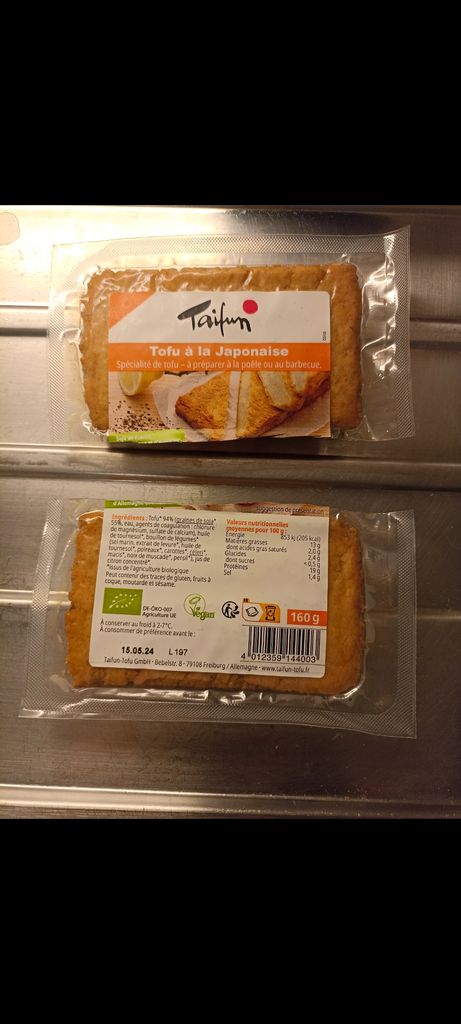 Taifun
Tofu à la Japonaise
Spécialité de tofu – à préparer à la poêle ou au barbecue.
d'Allemagne
suggestion de présentation
Ingrédients : Tofu* 94% (graines de soja*
55%, eau, agents de coagulation : chlorure
de magnésium, sulfate de calcium), huile
de tournesol*, bouillon de légumes*
(sel marin, extrait de levure*, huile de
tournesol*, poireaux*, carottes*, céleri*,
macis*, noix de muscade*, persil*), jus de
citron concentré*.
*issus de l'agriculture biologique
Peut contenir des traces de gluten, fruits à
coque, moutarde et sésame.
Valeurs nutritionnelles
moyennes pour 100 g :
Énergie 853 kJ (205 kcal)
Matières grasses 13 g
dont acides gras saturés 2,0 g
Glucides 2,4 g
dont sucres < 0,5 g
Protéines 19 g
Sel 1,4 g
DE-ÖKO-007
Agriculture UE
Vegan
160 g
À conserver au froid à 2-7°C.
À consommer de préférence avant le :
15.05.24 L 197
4 012359 144003
Taifun-Tofu GmbH · Bebelstr. 8 · 79108 Freiburg / Allemagne · www.taifun-tofu.fr